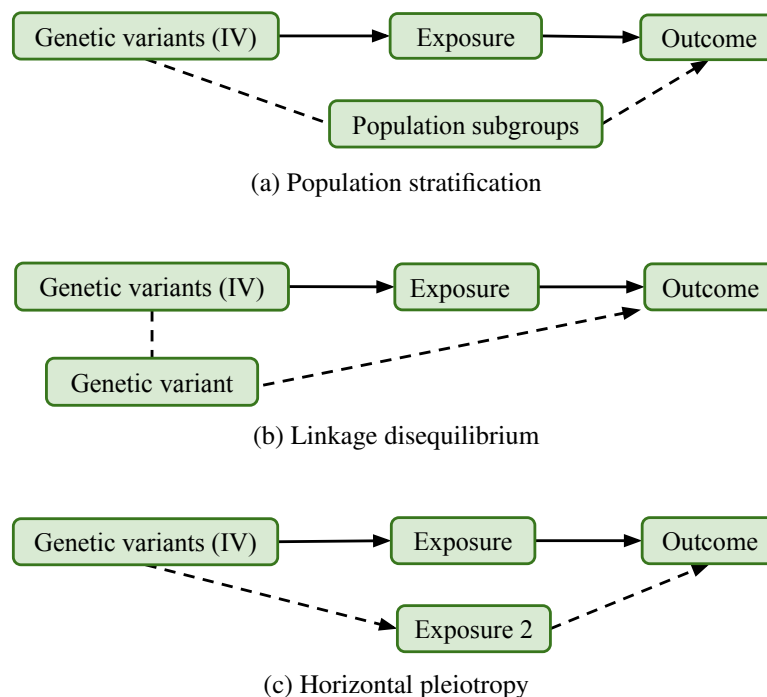 Genetic variants (IV) Exposure Outcome
Population subgroups
(a) Population stratification
Genetic variants (IV) Exposure Outcome
Genetic variant
(b) Linkage disequilibrium
Genetic variants (IV) Exposure Outcome
Exposure 2
(c) Horizontal pleiotropy